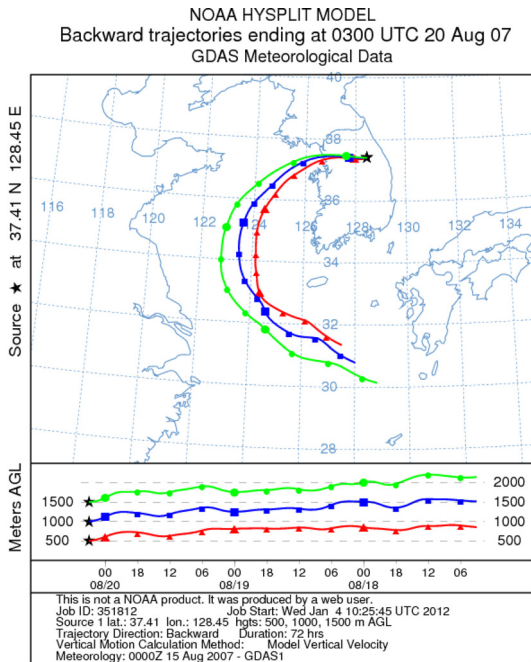 NOAA HYSPLIT MODEL
Backward trajectories ending at 0300 UTC 20 Aug 07
GDAS Meteorological Data
Source ★ at 37.41 N 128.45 E
40
38
36
34
32
30
28
116
118
120
122
124
126
128
130
132
134
Meters AGL
1500
1000
500
2000
1500
1000
500
00 18 12 06 00 18 12 06 00 18 12 06
08/20 08/19 08/18
This is not a NOAA product. It was produced by a web user.
Job ID: 351812 Job Start: Wed Jan 4 10:25:45 UTC 2012
Source 1 lat.: 37.41 lon.: 128.45 hgts: 500, 1000, 1500 m AGL
Trajectory Direction: Backward Duration: 72 hrs
Vertical Motion Calculation Method: Model Vertical Velocity
Meteorology: 0000Z 15 Aug 2007 - GDAS1